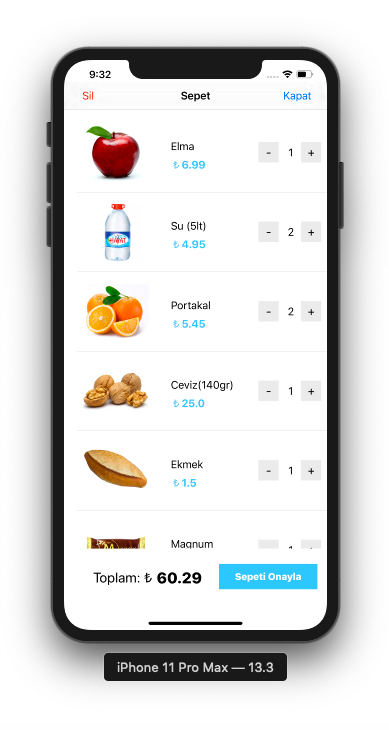 9:32
Sil Sepet Kapat
Elma
₺ 6.99
- 1 +
Su (5lt)
₺ 4.95
- 2 +
Portakal
₺ 5.45
- 2 +
Ceviz(140gr)
₺ 25.0
- 1 +
Ekmek
₺ 1.5
- 1 +
Magnum
Toplam: ₺ 60.29
Sepeti Onayla
iPhone 11 Pro Max — 13.3